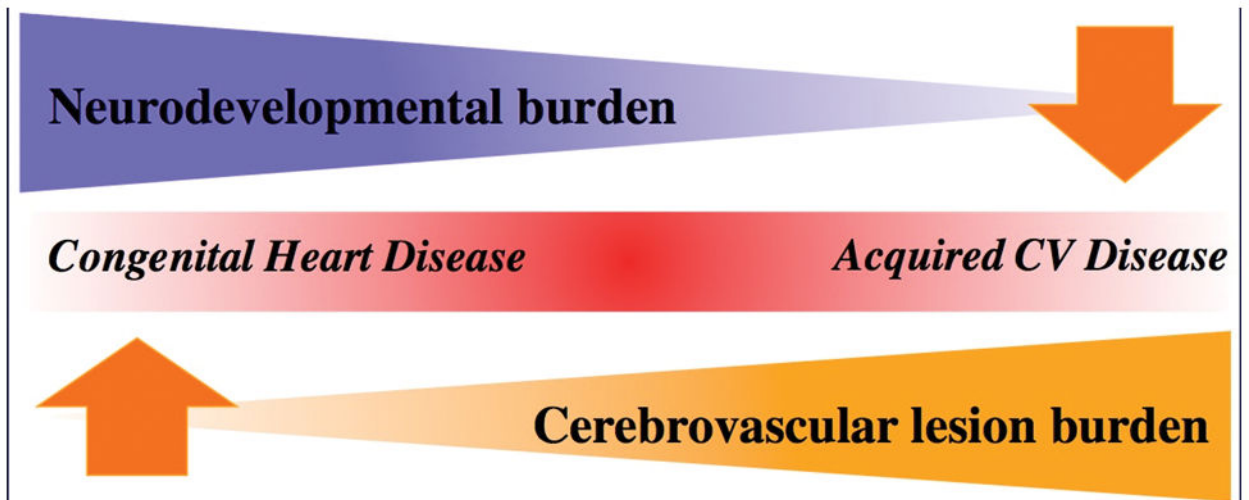 Neurodevelopmental burden
Congenital Heart Disease
Acquired CV Disease
Cerebrovascular lesion burden